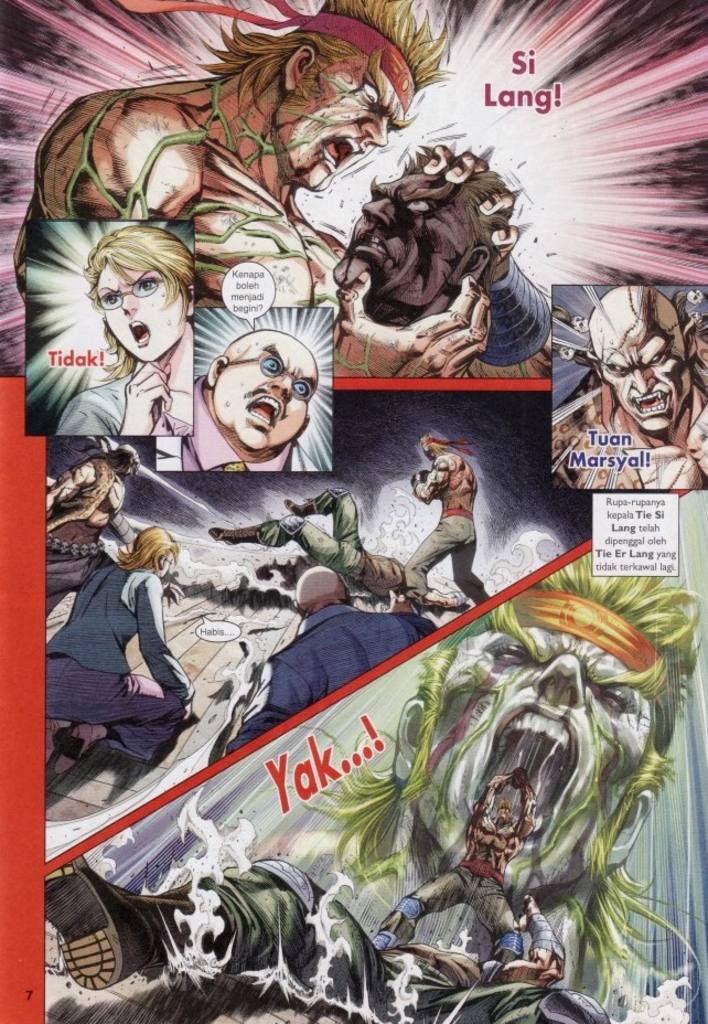 Si
Lang!
Kenapa
boleh
menjadi
begini?
Tidak!
Tuan
Marsyal!
Rupa-rupanya
kepala Tie Si
Lang telah
dipenggal oleh
Tie Er Lang yang
tidak terkawal lagi.
Habis....
Yak...!
7